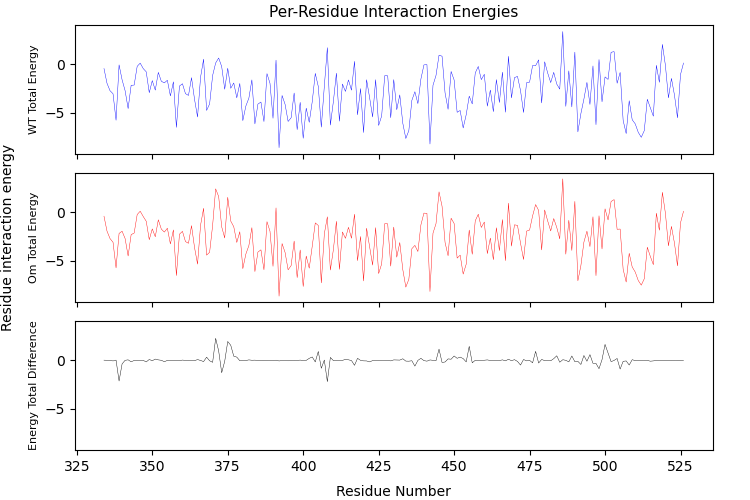 Per-Residue Interaction Energies
Residue interaction energy
WT Total Energy
0
−5
Om Total Energy
0
−5
Energy Total Difference
0
−5
325 350 375 400 425 450 475 500 525
Residue Number